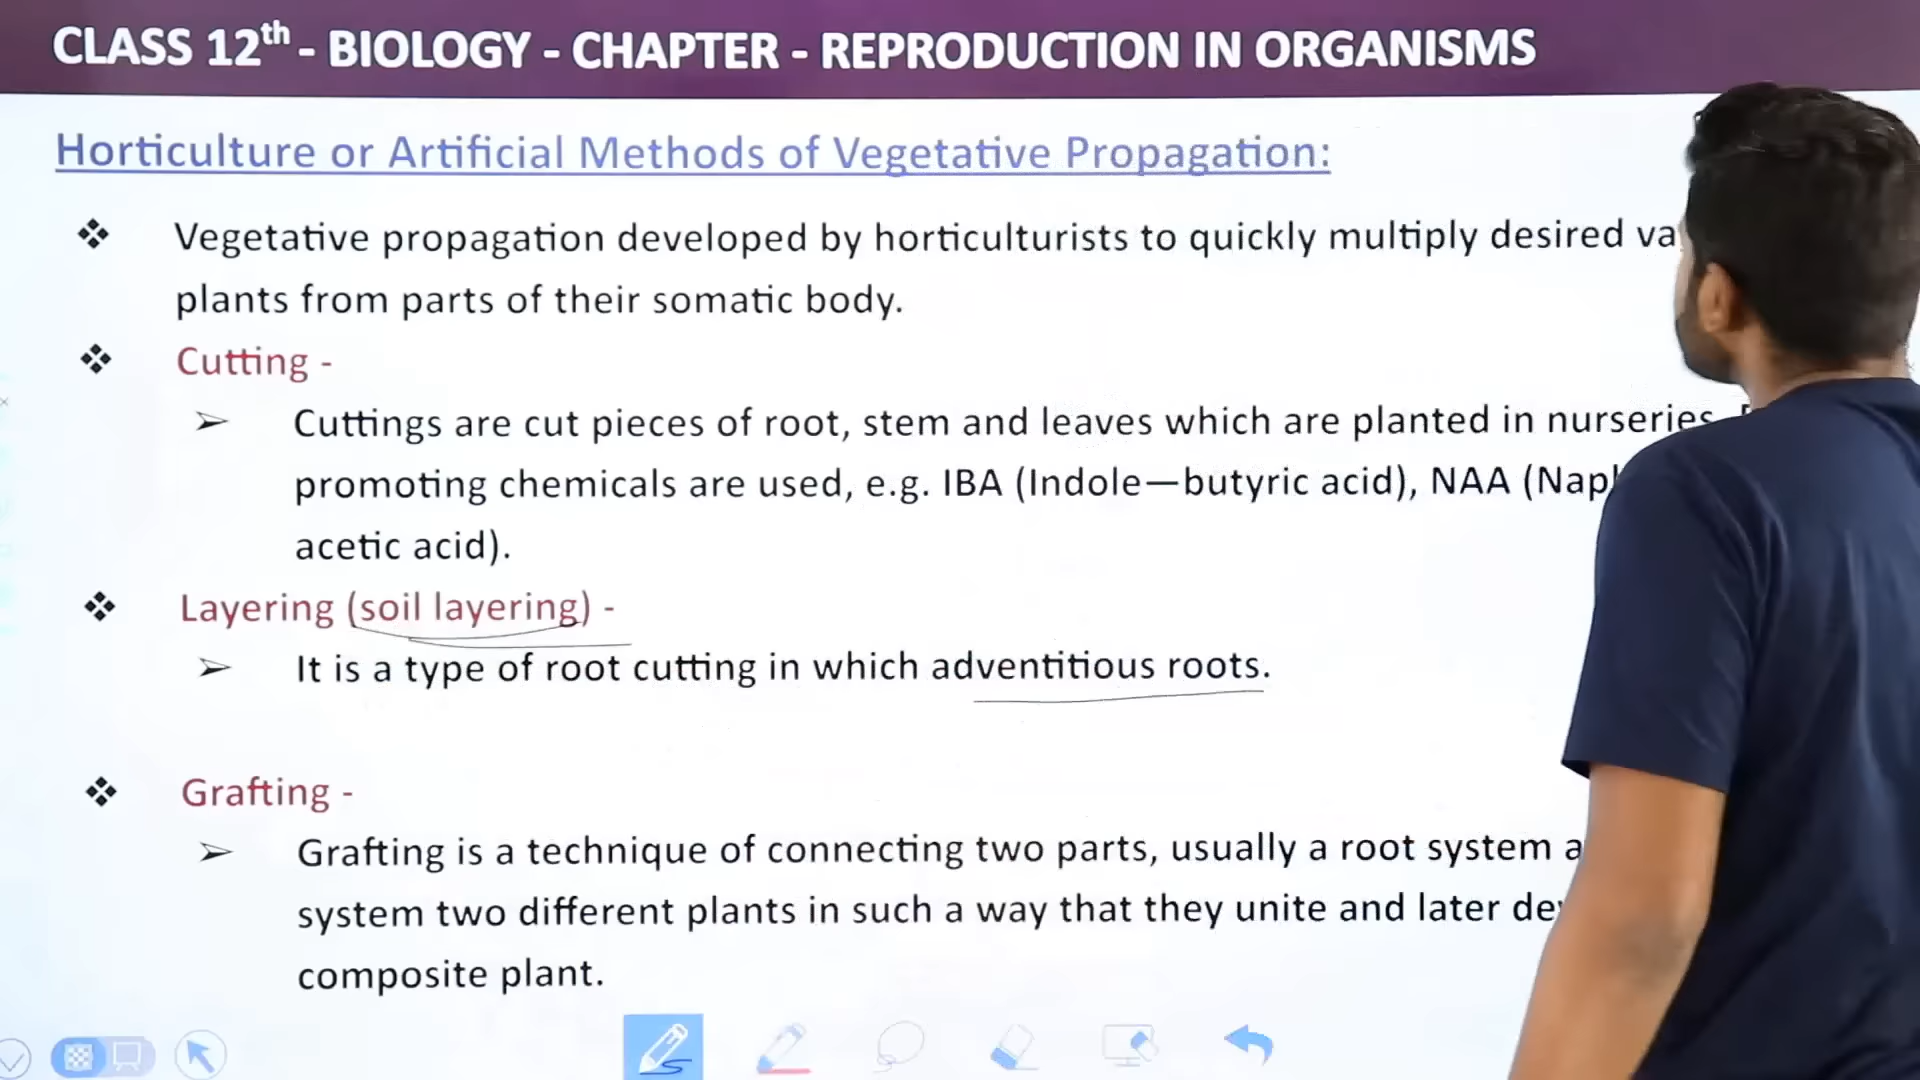 CLASS 12th - BIOLOGY - CHAPTER - REPRODUCTION IN ORGANISMS
Horticulture or Artificial Methods of Vegetative Propagation:
❖ Vegetative propagation developed by horticulturists to quickly multiply desired
plants from parts of their somatic body.
❖ Cutting -
➢ Cuttings are cut pieces of root, stem and leaves which are planted in nurseries.
promoting chemicals are used, e.g. IBA (Indole—butyric acid), NAA
acetic acid).
❖ Layering (soil layering) -
➢ It is a type of root cutting in which adventitious roots.
❖ Grafting -
➢ Grafting is a technique of connecting two parts, usually a root system
system two different plants in such a way that they unite and later
composite plant.